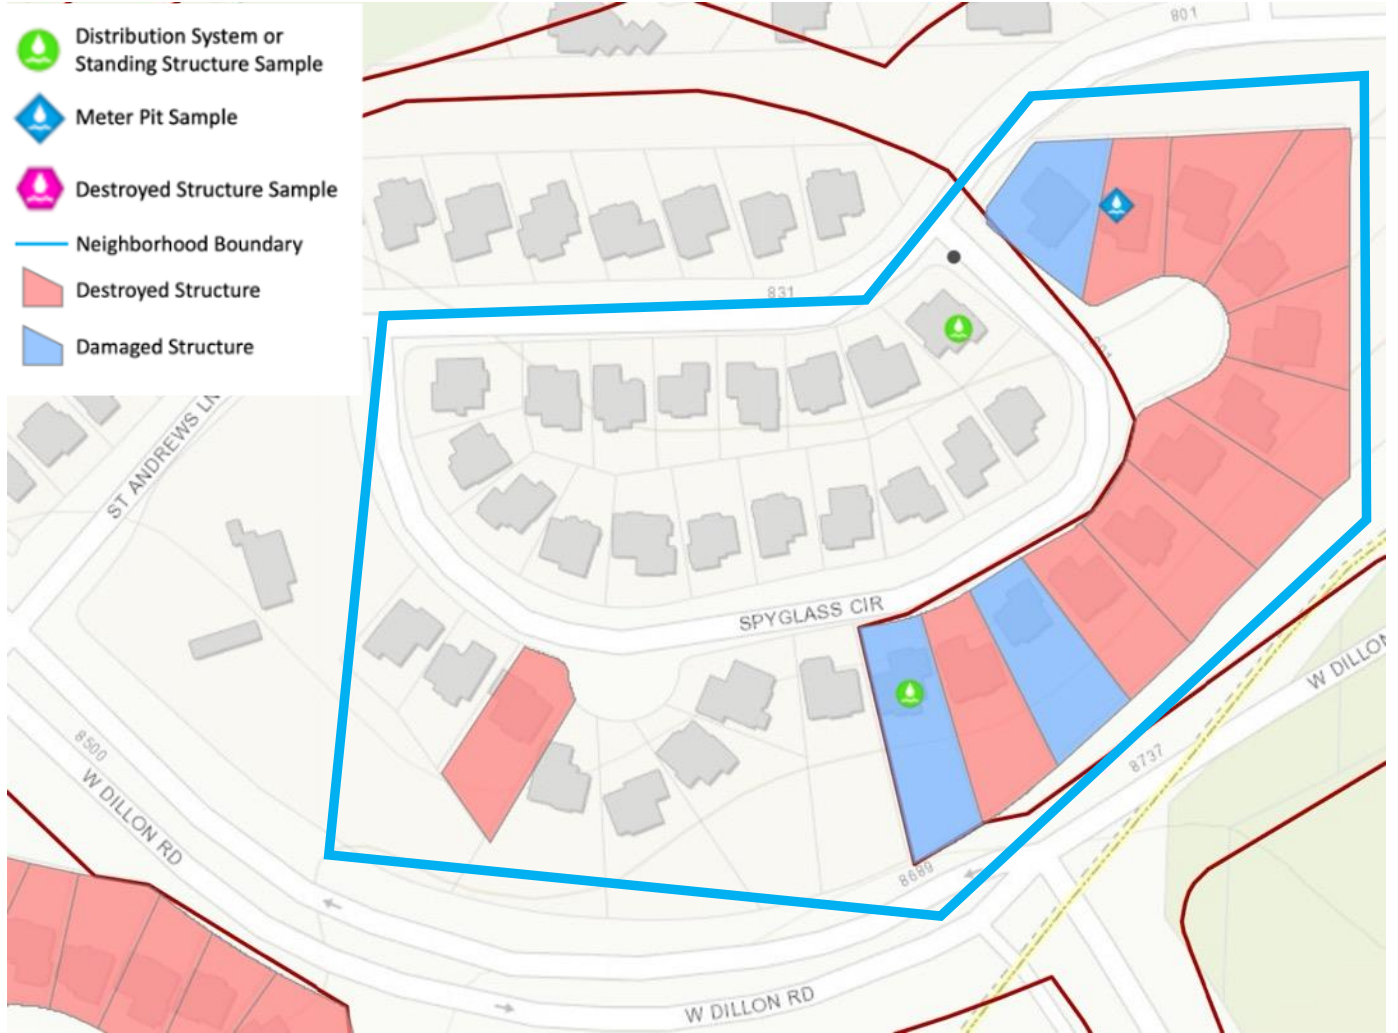 Distribution System or
Standing Structure Sample
Meter Pit Sample
Destroyed Structure Sample
Neighborhood Boundary
Destroyed Structure
Damaged Structure
801
831
ST ANDREWS LN
SPYGLASS CIR
W DILLON
8500
W DILLON RD
8737
8689
W DILLON RD